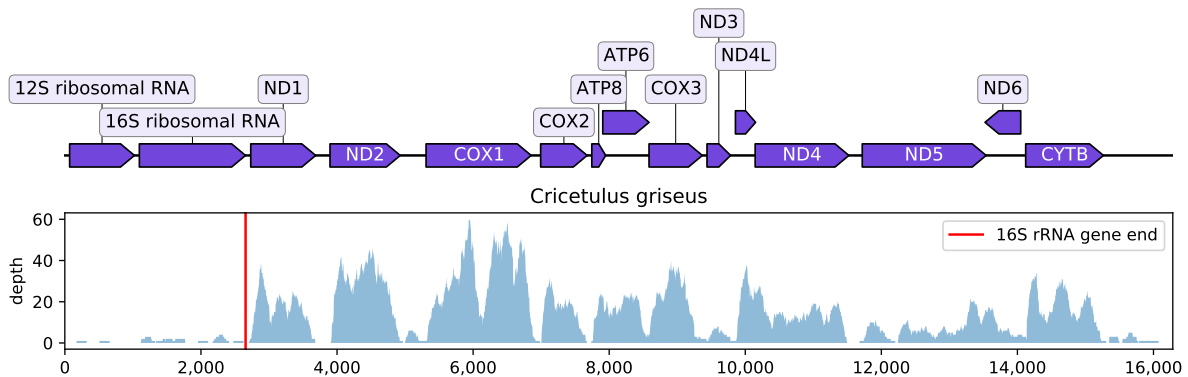 ND3
ATP6
ND4L
12S ribosomal RNA
ND1
ATP8
COX3
ND6
16S ribosomal RNA
COX2
ND2
COX1
ND4
ND5
CYTB
Cricetulus griseus
60
40
20
0
depth
16S rRNA gene end
0
2,000
4,000
6,000
8,000
10,000
12,000
14,000
16,000